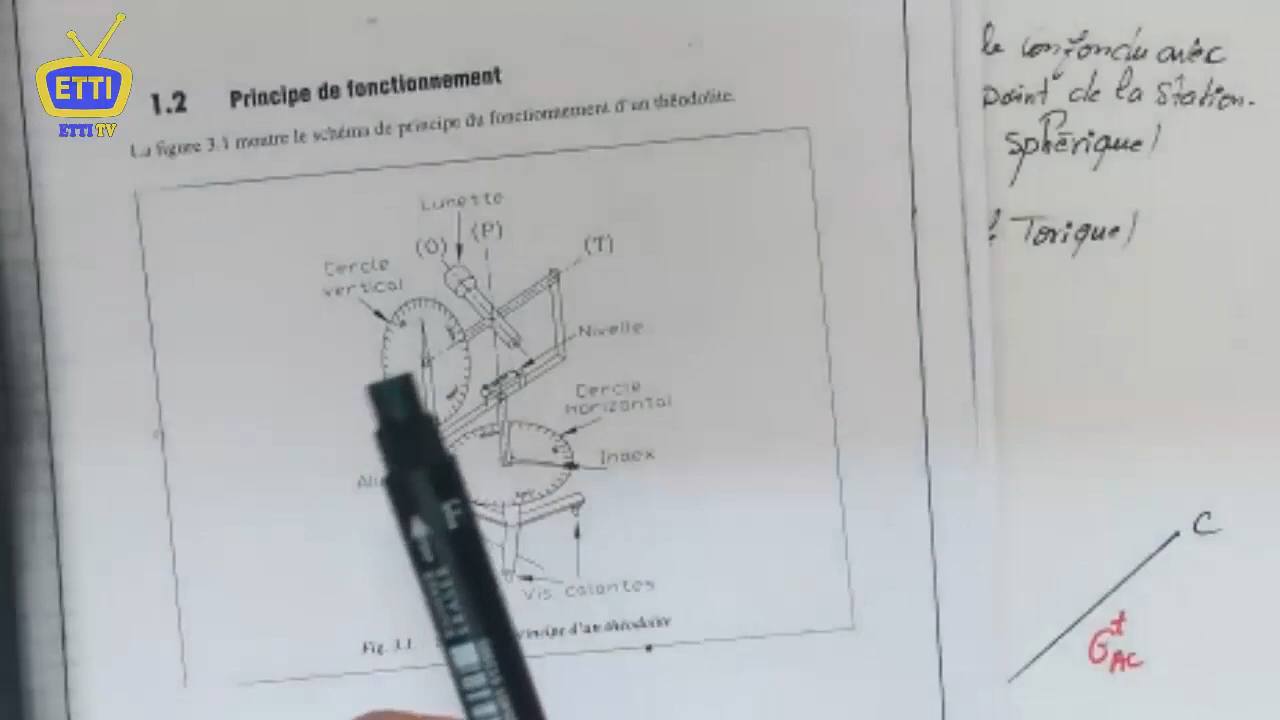 ETTI
ETTI TV
1.2 Principe de fonctionnement
La figure 3.1 montre le schéma de principe du fonctionnement d'un théodolite.
Lunette
(O)
(P)
(T)
Cercle
vertical
Nivelle
Cercle
horizontal
Index
Vis calantes
Fig. 3.1.
principe d'un théodolite
F
le confondu avec
point de la station.
sphérique/
Torique/
C
G^t_AC